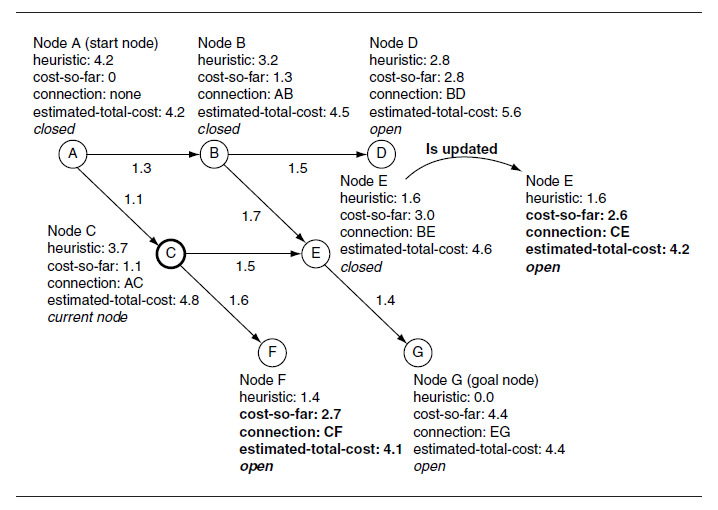 Node A (start node)
heuristic: 4.2
cost-so-far: 0
connection: none
estimated-total-cost: 4.2
closed
Node B
heuristic: 3.2
cost-so-far: 1.3
connection: AB
estimated-total-cost: 4.5
closed
Node D
heuristic: 2.8
cost-so-far: 2.8
connection: BD
estimated-total-cost: 5.6
open
A
1.3
B
1.5
D
Is updated
1.1
1.7
Node E
heuristic: 1.6
cost-so-far: 3.0
connection: BE
estimated-total-cost: 4.6
closed
Node E
heuristic: 1.6
cost-so-far: 2.6
connection: CE
estimated-total-cost: 4.2
open
Node C
heuristic: 3.7
cost-so-far: 1.1
connection: AC
estimated-total-cost: 4.8
current node
C
1.5
E
1.6
1.4
F
G
Node F
heuristic: 1.4
cost-so-far: 2.7
connection: CF
estimated-total-cost: 4.1
open
Node G (goal node)
heuristic: 0.0
cost-so-far: 4.4
connection: EG
estimated-total-cost: 4.4
open